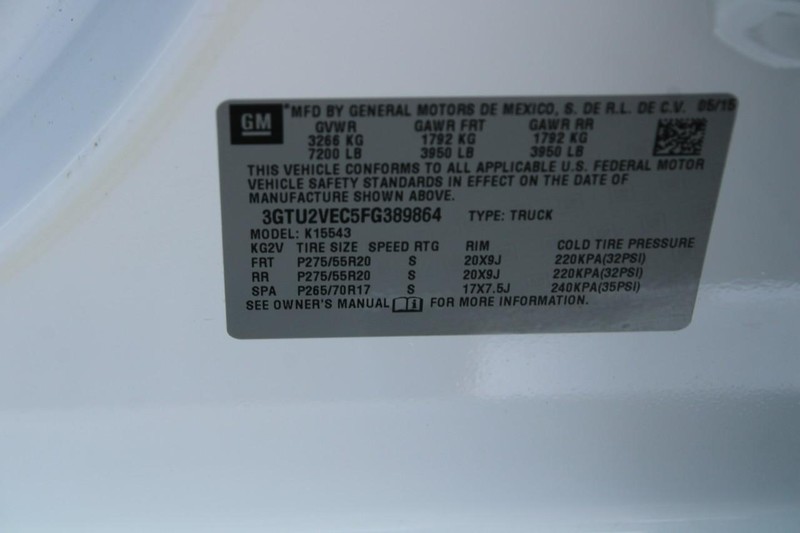 GM *MFD BY GENERAL MOTORS DE MEXICO, S. DE R.L. DE C.V. 05/15
GVWR GAWR FRT GAWR RR
3266 KG 1792 KG 1792 KG
7200 LB 3950 LB 3950 LB
THIS VEHICLE CONFORMS TO ALL APPLICABLE U.S. FEDERAL MOTOR
VEHICLE SAFETY STANDARDS IN EFFECT ON THE DATE OF
MANUFACTURE SHOWN ABOVE.
3GTU2VEC5FG389864 TYPE: TRUCK
MODEL: K15543
KG2V TIRE SIZE SPEED RTG RIM COLD TIRE PRESSURE
FRT P275/55R20 S 20X9J 220KPA(32PSI)
RR P275/55R20 S 20X9J 220KPA(32PSI)
SPA P265/70R17 S 17X7.5J 240KPA(35PSI)
SEE OWNER'S MANUAL FOR MORE INFORMATION.